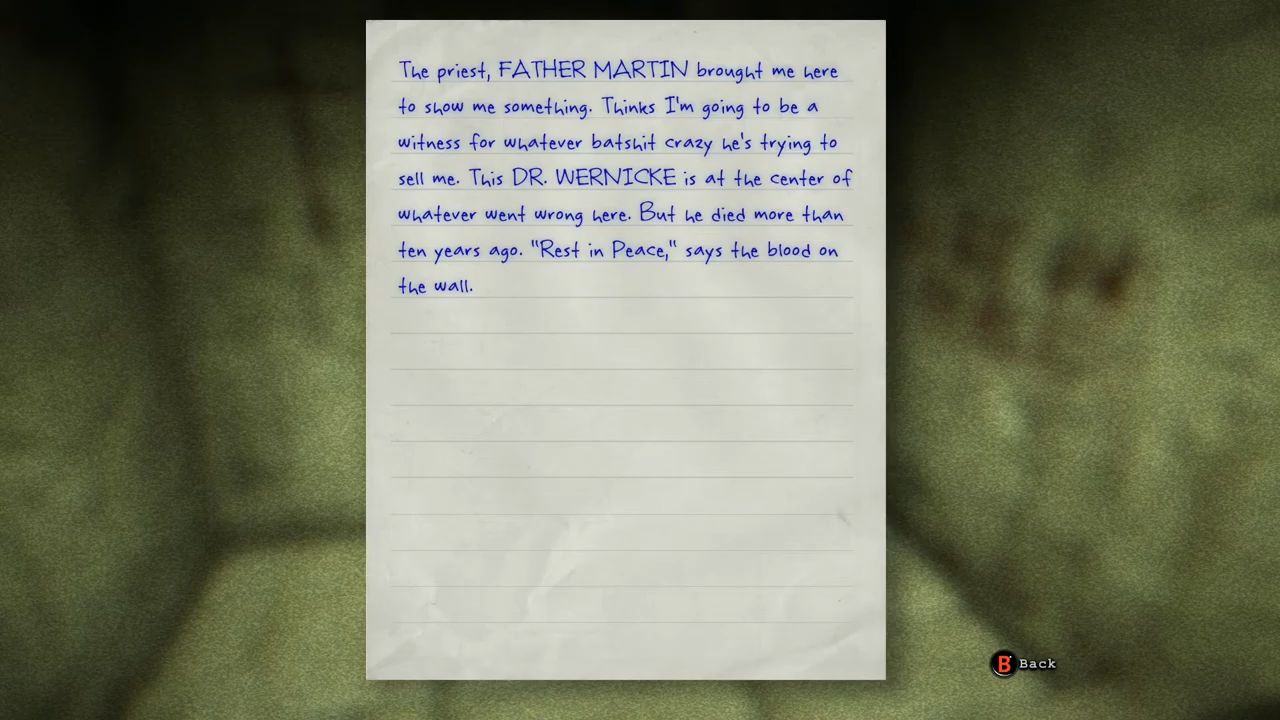 The priest, FATHER MARTIN brought me here
to show me something. Thinks I'm going to be a
witness for whatever batshit crazy he's trying to
sell me. This DR. WERNICKE is at the center of
whatever went wrong here. But he died more than
ten years ago. "Rest in Peace," says the blood on
the wall.
B Back